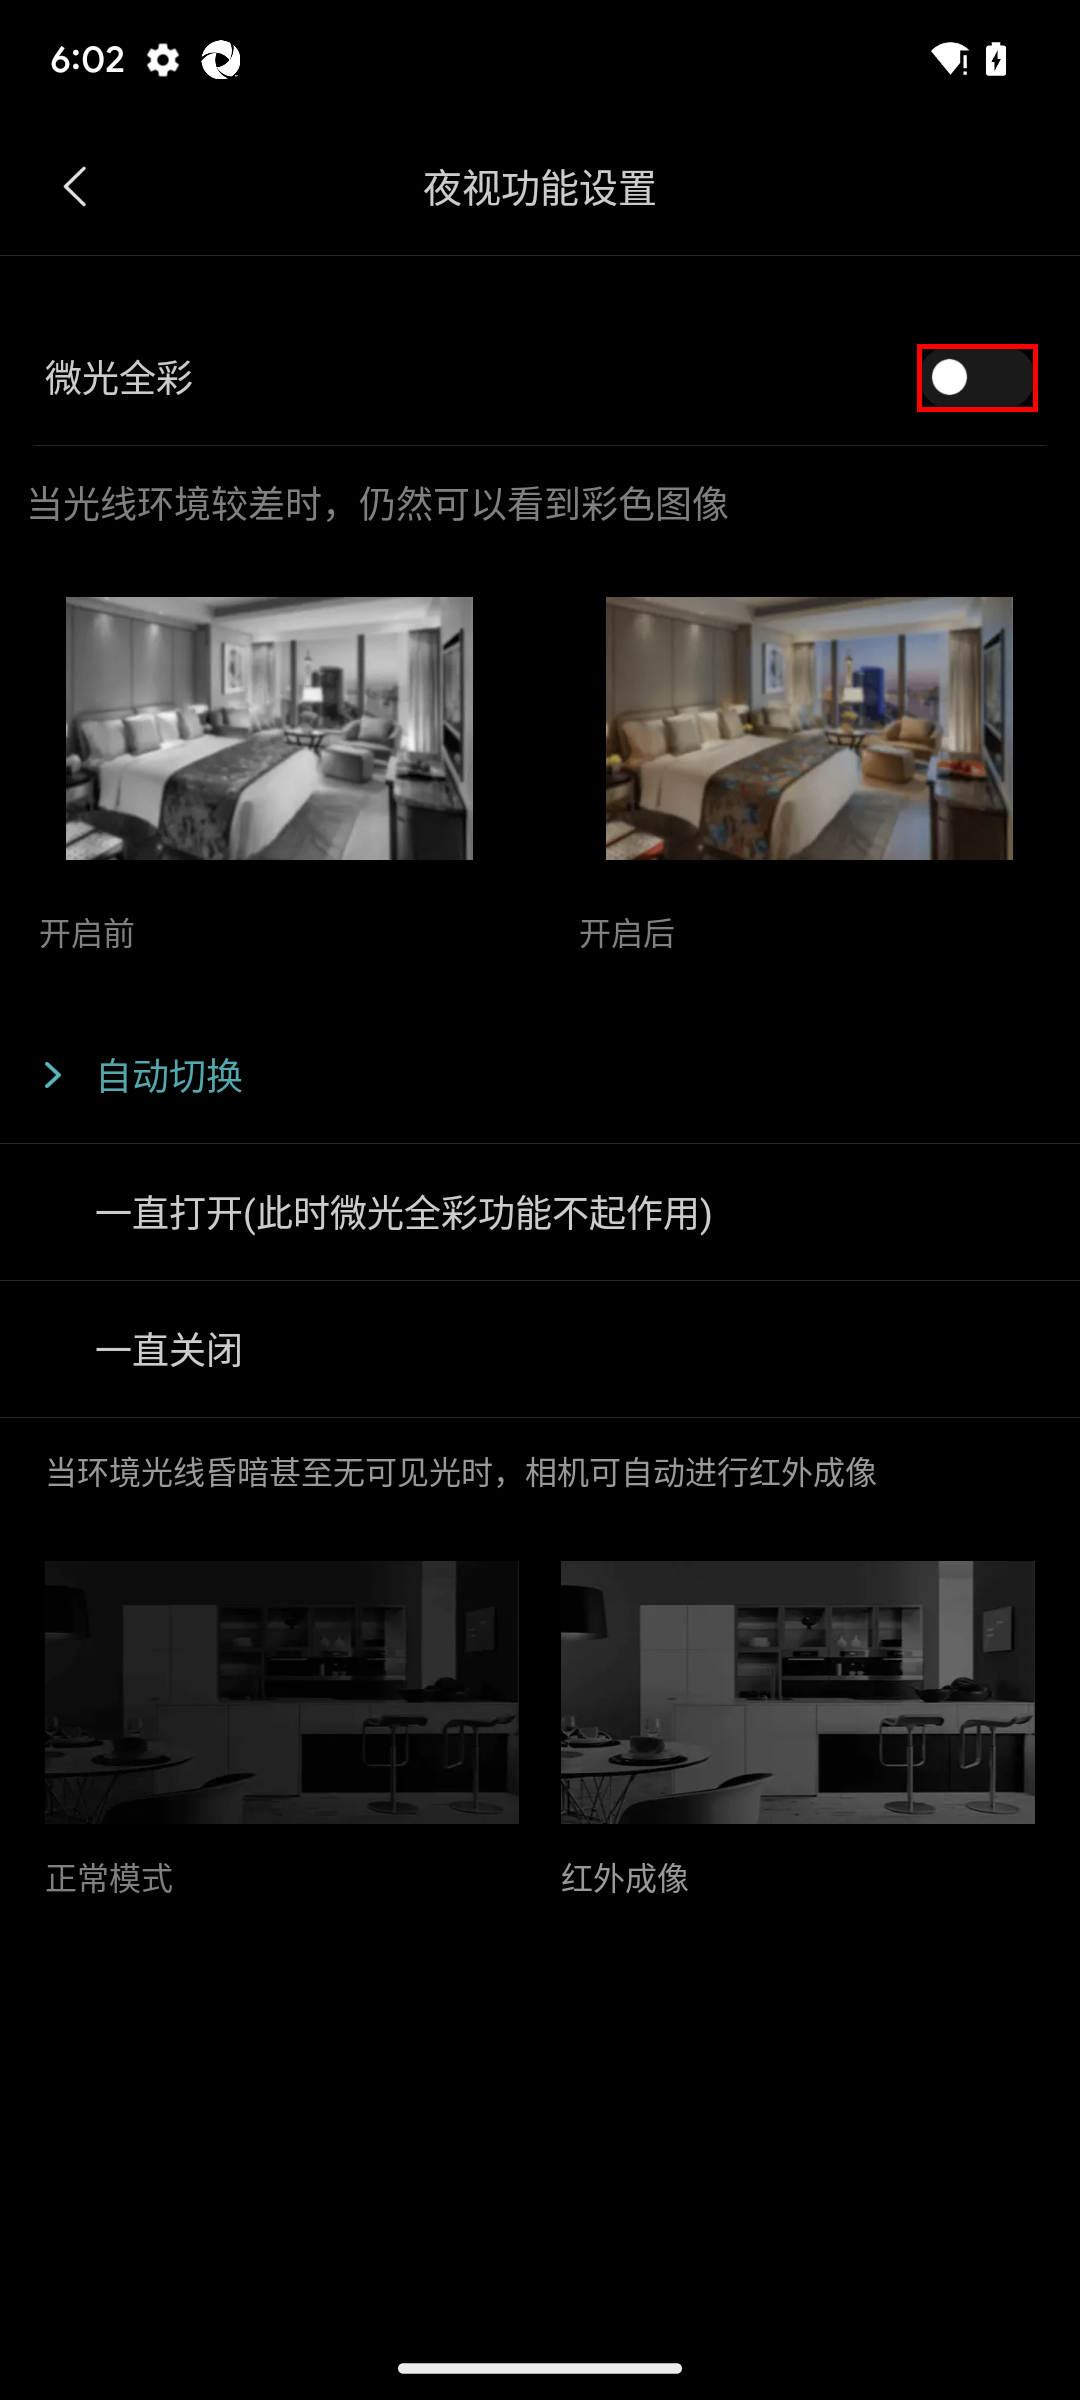 6:02
夜视功能设置
微光全彩
当光线环境较差时，仍然可以看到彩色图像
开启前
开启后
自动切换
一直打开(此时微光全彩功能不起作用)
一直关闭
当环境光线昏暗甚至无可见光时，相机可自动进行红外成像
正常模式
红外成像